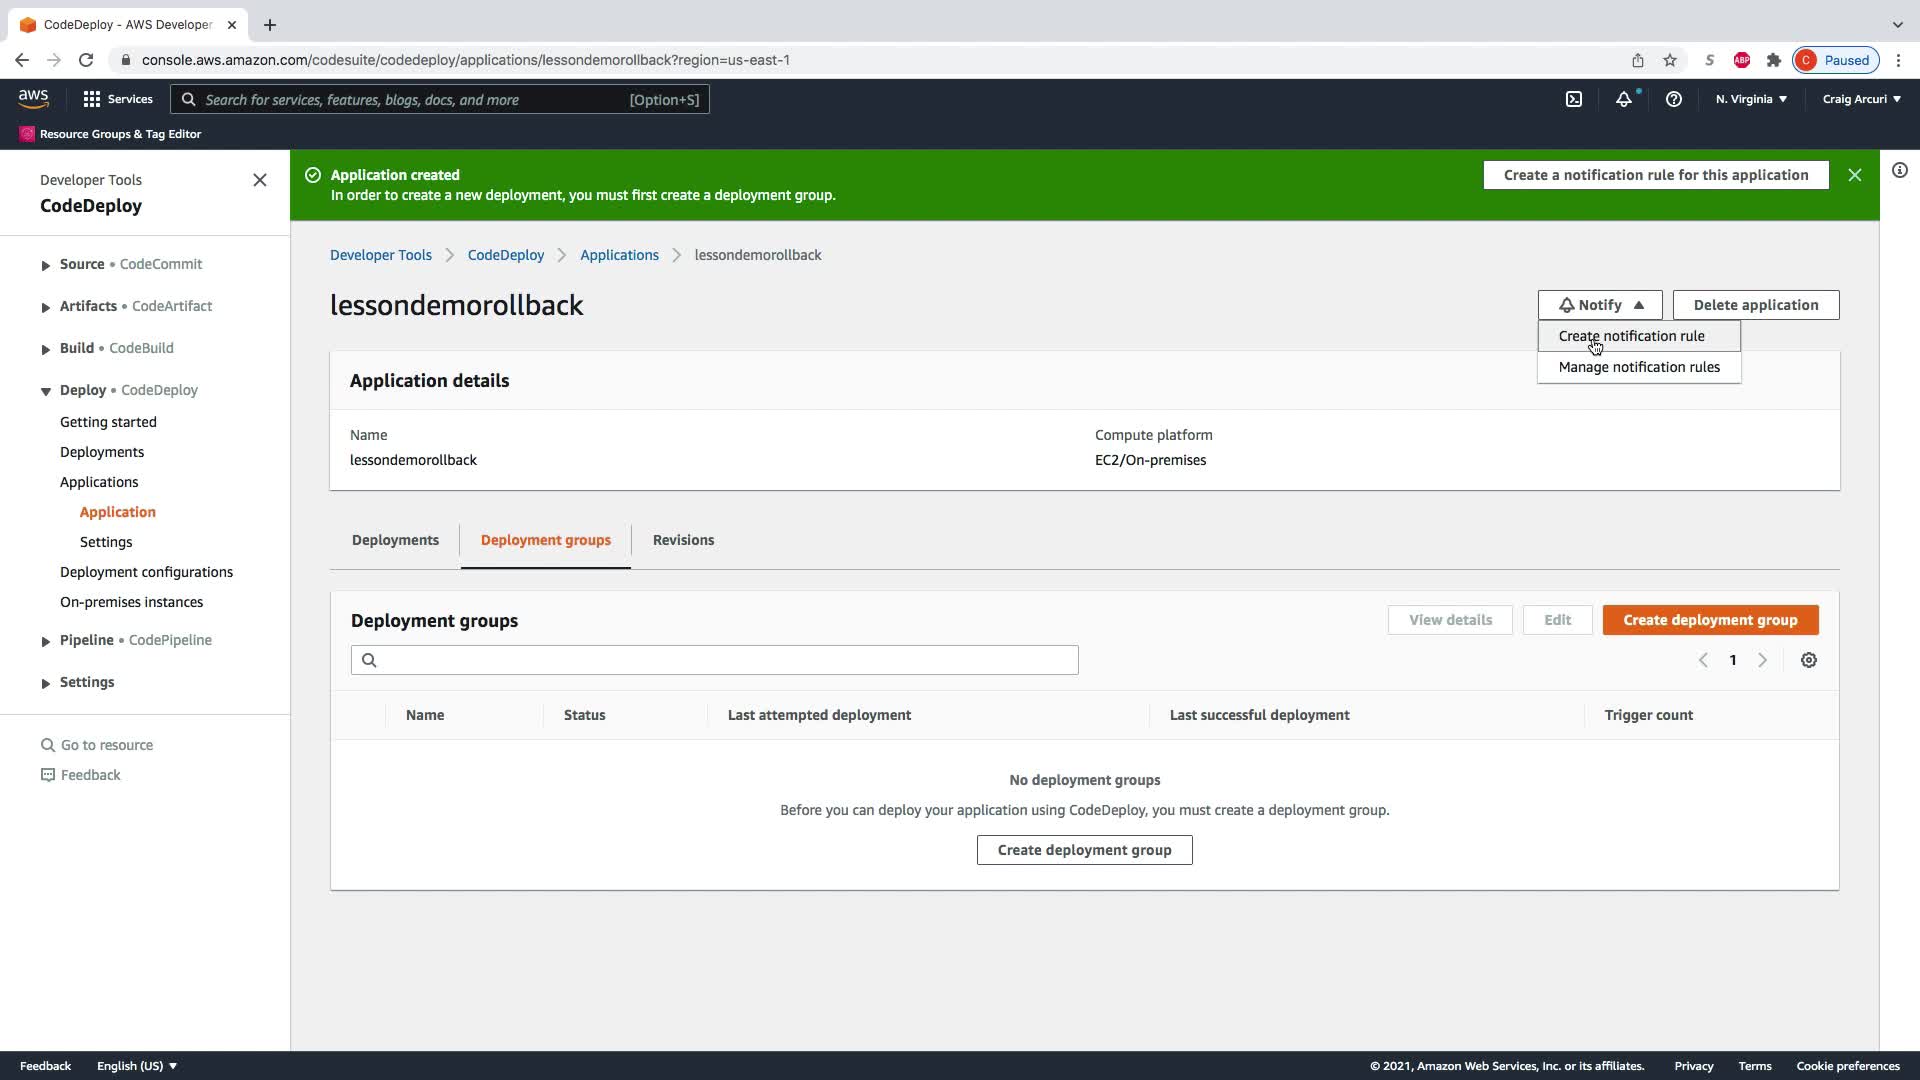 CodeDeploy - AWS Developer
console.aws.amazon.com/codesuite/codedeploy/applications/lessondemorollback?region=us-east-1
S
ABP
C Paused
aws
Services
Search for services, features, blogs, docs, and more [Option+S]
N. Virginia ▼
Craig Arcuri ▼
Resource Groups & Tag Editor
Developer Tools
CodeDeploy
Source • CodeCommit
Artifacts • CodeArtifact
Build • CodeBuild
Deploy • CodeDeploy
Getting started
Deployments
Applications
Application
Settings
Deployment configurations
On-premises instances
Pipeline • CodePipeline
Settings
Go to resource
Feedback
Application created
In order to create a new deployment, you must first create a deployment group.
Create a notification rule for this application
Developer Tools > CodeDeploy > Applications > lessondemorollback
lessondemorollback
Notify ▲
Delete application
Create notification rule
Manage notification rules
Application details
Name
lessondemorollback
Compute platform
EC2/On-premises
Deployments
Deployment groups
Revisions
Deployment groups
View details
Edit
Create deployment group
1
Name
Status
Last attempted deployment
Last successful deployment
Trigger count
No deployment groups
Before you can deploy your application using CodeDeploy, you must create a deployment group.
Create deployment group
Feedback
English (US) ▼
© 2021, Amazon Web Services, Inc. or its affiliates.
Privacy
Terms
Cookie preferences